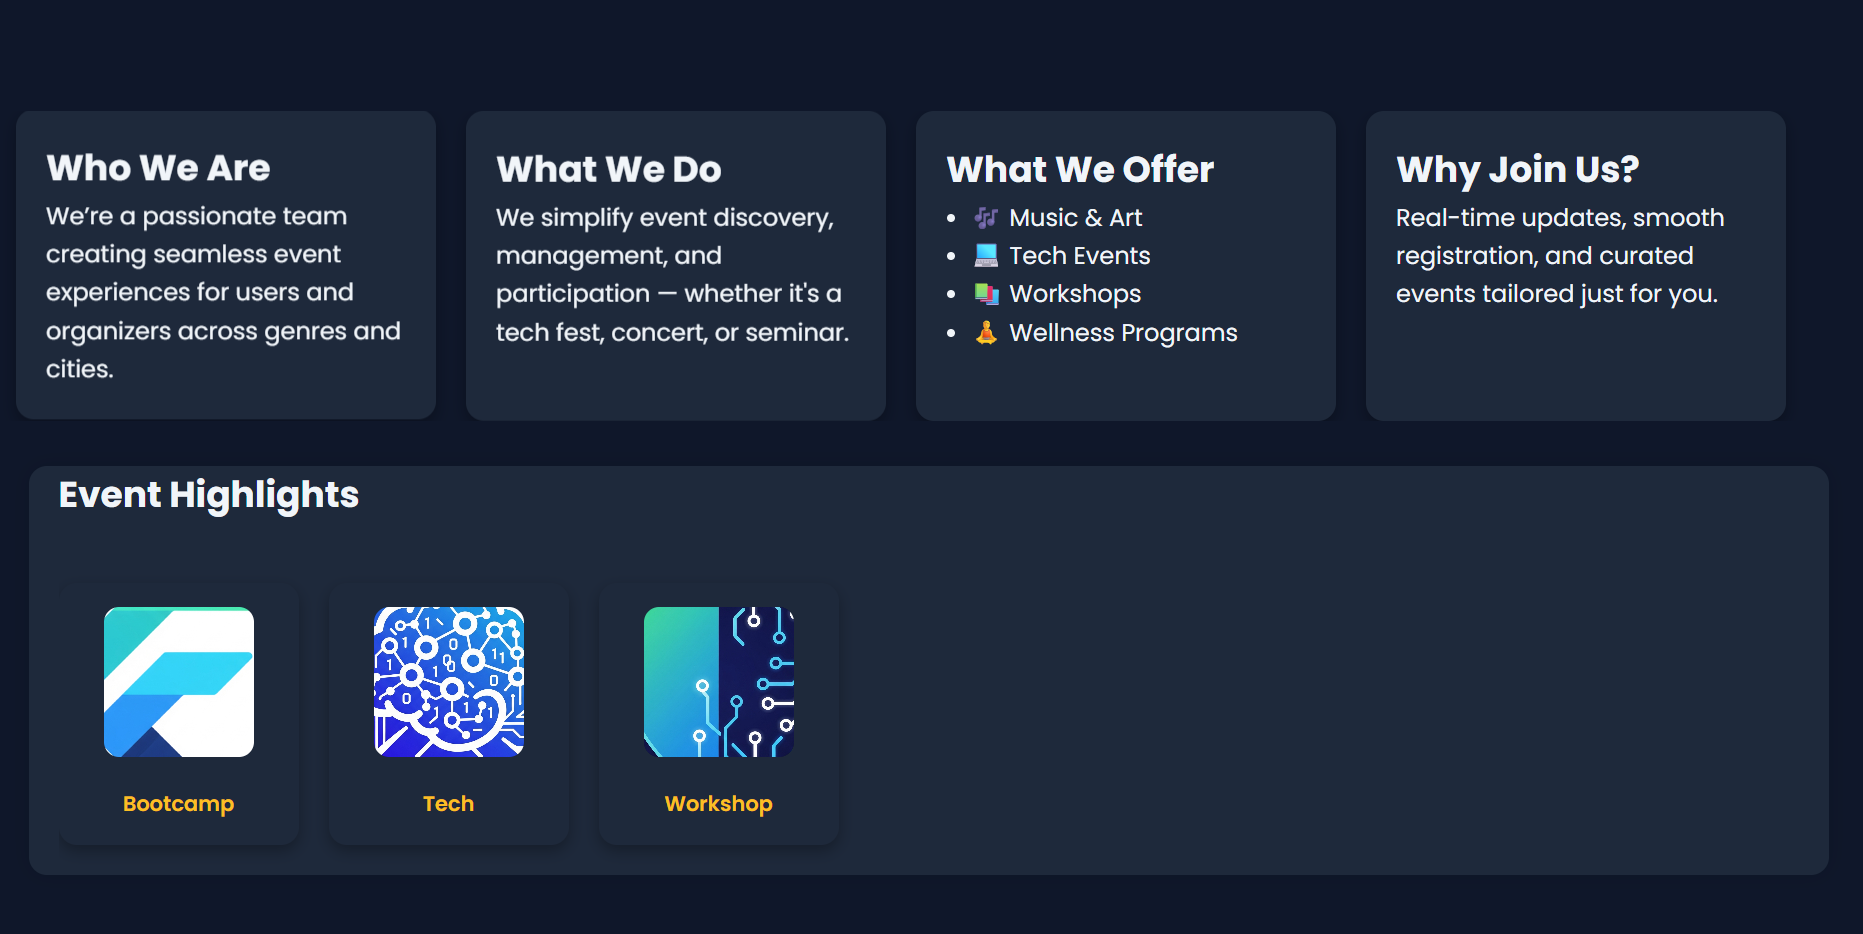 Who We Are
We’re a passionate team
creating seamless event
experiences for users and
organizers across genres and
cities.
What We Do
We simplify event discovery,
management, and
participation — whether it's a
tech fest, concert, or seminar.
What We Offer
• 🎶 Music & Art
• 💻 Tech Events
• 📚 Workshops
• 🧘 Wellness Programs
Why Join Us?
Real-time updates, smooth
registration, and curated
events tailored just for you.
Event Highlights
Bootcamp
Tech
Workshop